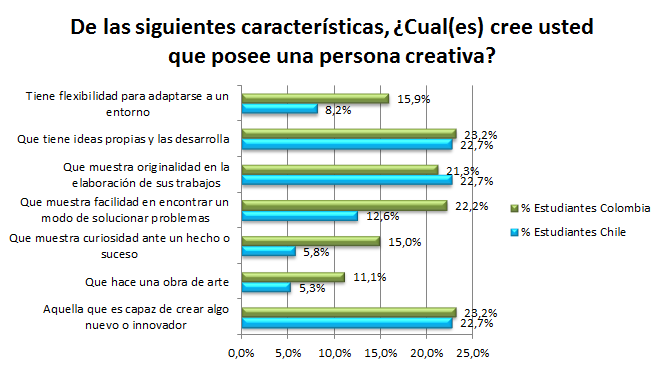 De las siguientes características, ¿Cual(es) cree usted
que posee una persona creativa?
Tiene flexibilidad para adaptarse a un
entorno
15,9%
8,2%
Que tiene ideas propias y las desarrolla
23,2%
22,7%
Que muestra originalidad en la
elaboración de sus trabajos
21,3%
22,7%
Que muestra facilidad en encontrar un
modo de solucionar problemas
22,2%
12,6%
Que muestra curiosidad ante un hecho o
suceso
15,0%
5,8%
Que hace una obra de arte
11,1%
5,3%
Aquella que es capaz de crear algo
nuevo o innovador
23,2%
22,7%
0,0% 5,0% 10,0% 15,0% 20,0% 25,0%
% Estudiantes Colombia
% Estudiantes Chile